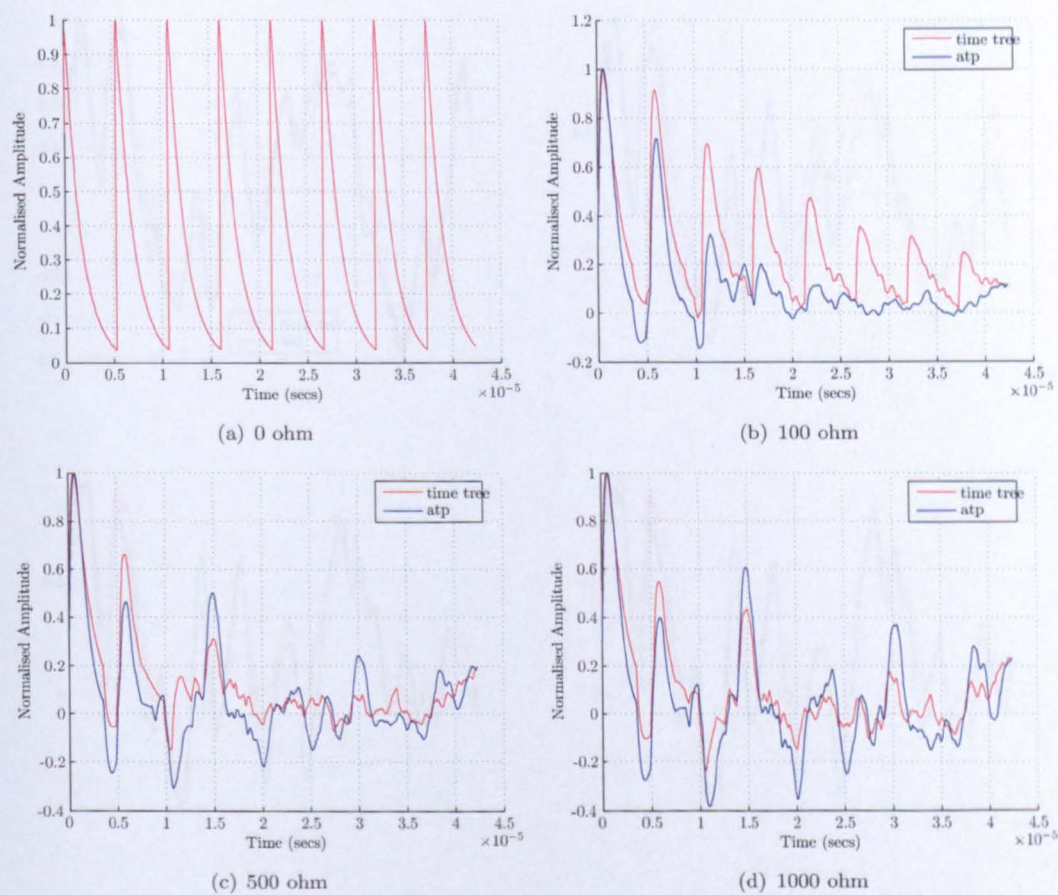 1
0.9
0.8
0.7
0.6
0.5
0.4
0.3
0.2
0.1
0
Normalised Amplitude
0 0.5 1 1.5 2 2.5 3 3.5 4 4.5
Time (secs)
×10⁻⁵
(a) 0 ohm
1.2
1
0.8
0.6
0.4
0.2
0
-0.2
Normalised Amplitude
time tree
atp
0 0.5 1 1.5 2 2.5 3 3.5 4 4.5
Time (secs)
×10⁻⁵
(b) 100 ohm
1
0.8
0.6
0.4
0.2
0
-0.2
-0.4
Normalised Amplitude
time tree
atp
0 0.5 1 1.5 2 2.5 3 3.5 4 4.5
Time (secs)
×10⁻⁵
(c) 500 ohm
1
0.8
0.6
0.4
0.2
0
-0.2
-0.4
Normalised Amplitude
time tree
atp
0 0.5 1 1.5 2 2.5 3 3.5 4 4.5
Time (secs)
×10⁻⁵
(d) 1000 ohm